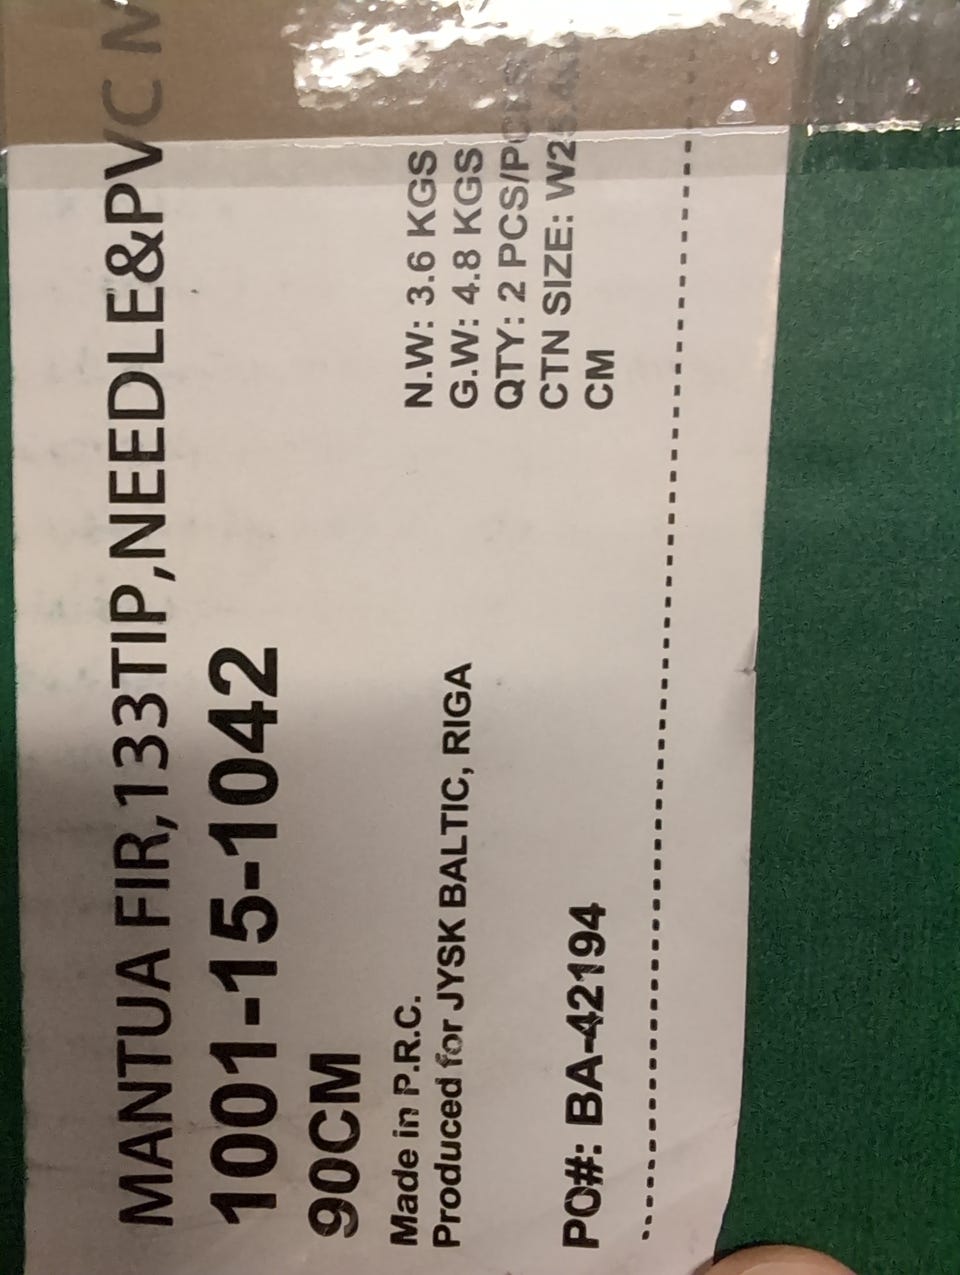 MANTUA FIR,133TIP,NEEDLE&PVC
1001-15-1042
90CM
Made in P.R.C.
Produced for JYSK BALTIC, RIGA
PO#: BA-42194
N.W: 3.6 KGS
G.W: 4.8 KGS
QTY: 2 PCS/
CTN SIZE:
CM